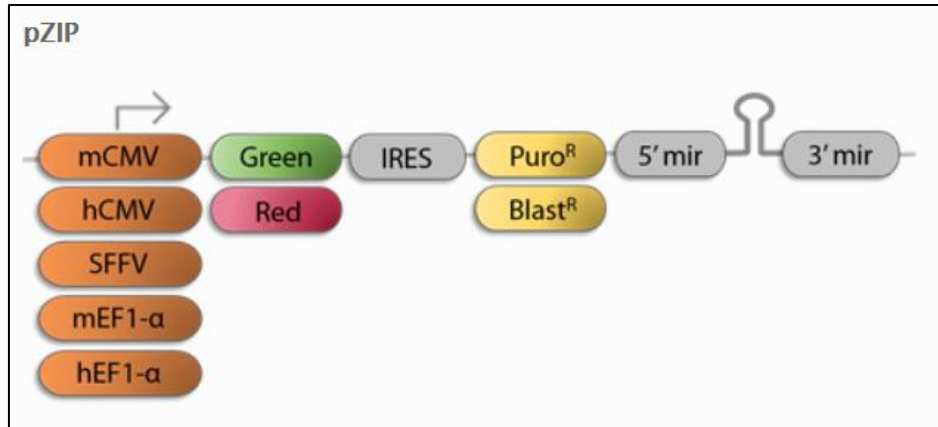 pZIP
mCMV Green IRES Puroᴿ 5' mir 3' mir
hCMV Red Blastᴿ
SFFV
mEF1-α
hEF1-α